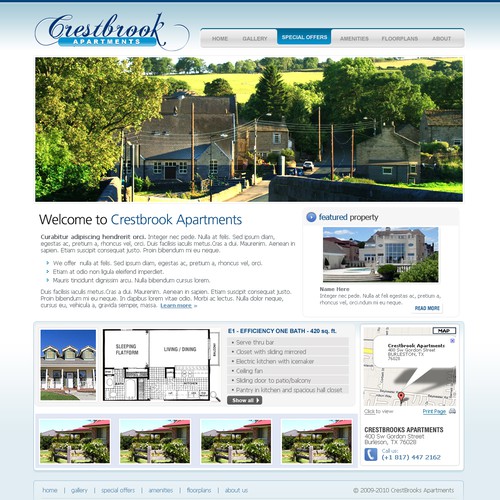 Crestbrook
APARTMENTS
HOME GALLERY SPECIAL OFFERS AMENITIES FLOORPLANS ABOUT
Welcome to Crestbrook Apartments
Curabitur adipiscing hendrerit orci. Integer nec pede. Nulla at felis. Sed ipsum diam,
egestas ac, pretium a, rhoncus vel, orci. Duis facilisis iaculis metus.Cras a dui. Maurenim. Aenean in
sapien. Etiam suscipit consequat justo. Proin bibendum mi eu neque.
We offer nulla at felis. Sed ipsum diam, egestas ac, pretium a, rhoncus vel, orci.
Etiam at odio non ligula eleifend imperdiet.
Mauris tincidunt dignissim arcu. Nulla bibendum cursus lorem.
Duis facilisis iaculis metus.Cras a dui. Maurenim. Aenean in sapien. Etiam suscipit consequat
justo. Proin bibendum mi eu neque. In dapibus lorem vitae odio. Morbi ac lectus. Nulla dolor neque,
cursus eu, vehicula a, gravida semper, massa. Learn more »
featured property
Name Here
Integer nec pede. Nulla at feli egestas ac, pretium
a, rhoncus.
READ MORE
SLEEPING
FLATFORM
LIVING / DINING
BALCONY
E1 - EFFICIENCY ONE BATH - 420 sq. ft.
Serve thru bar
Closet with sliding mirrored
Electric kitchen with icemaker
Ceiling fan
Sliding door to patio/balcony
Pantry in kitchen and spacious hall closet
Show all
MAP
Crestbrook Apartments
400 Sw Gordon Street
BURLESTON, TX
76028
Click to view Print Page
CRESTBROOKS APARTMENTS
400 Sw Gordon Street
Burleson, TX 76028
Call us:
(+1 817) 447 2162
home | gallery | special offers | amenities | floorplans | about us
© 2009-2010 CrestBrooks Apartments